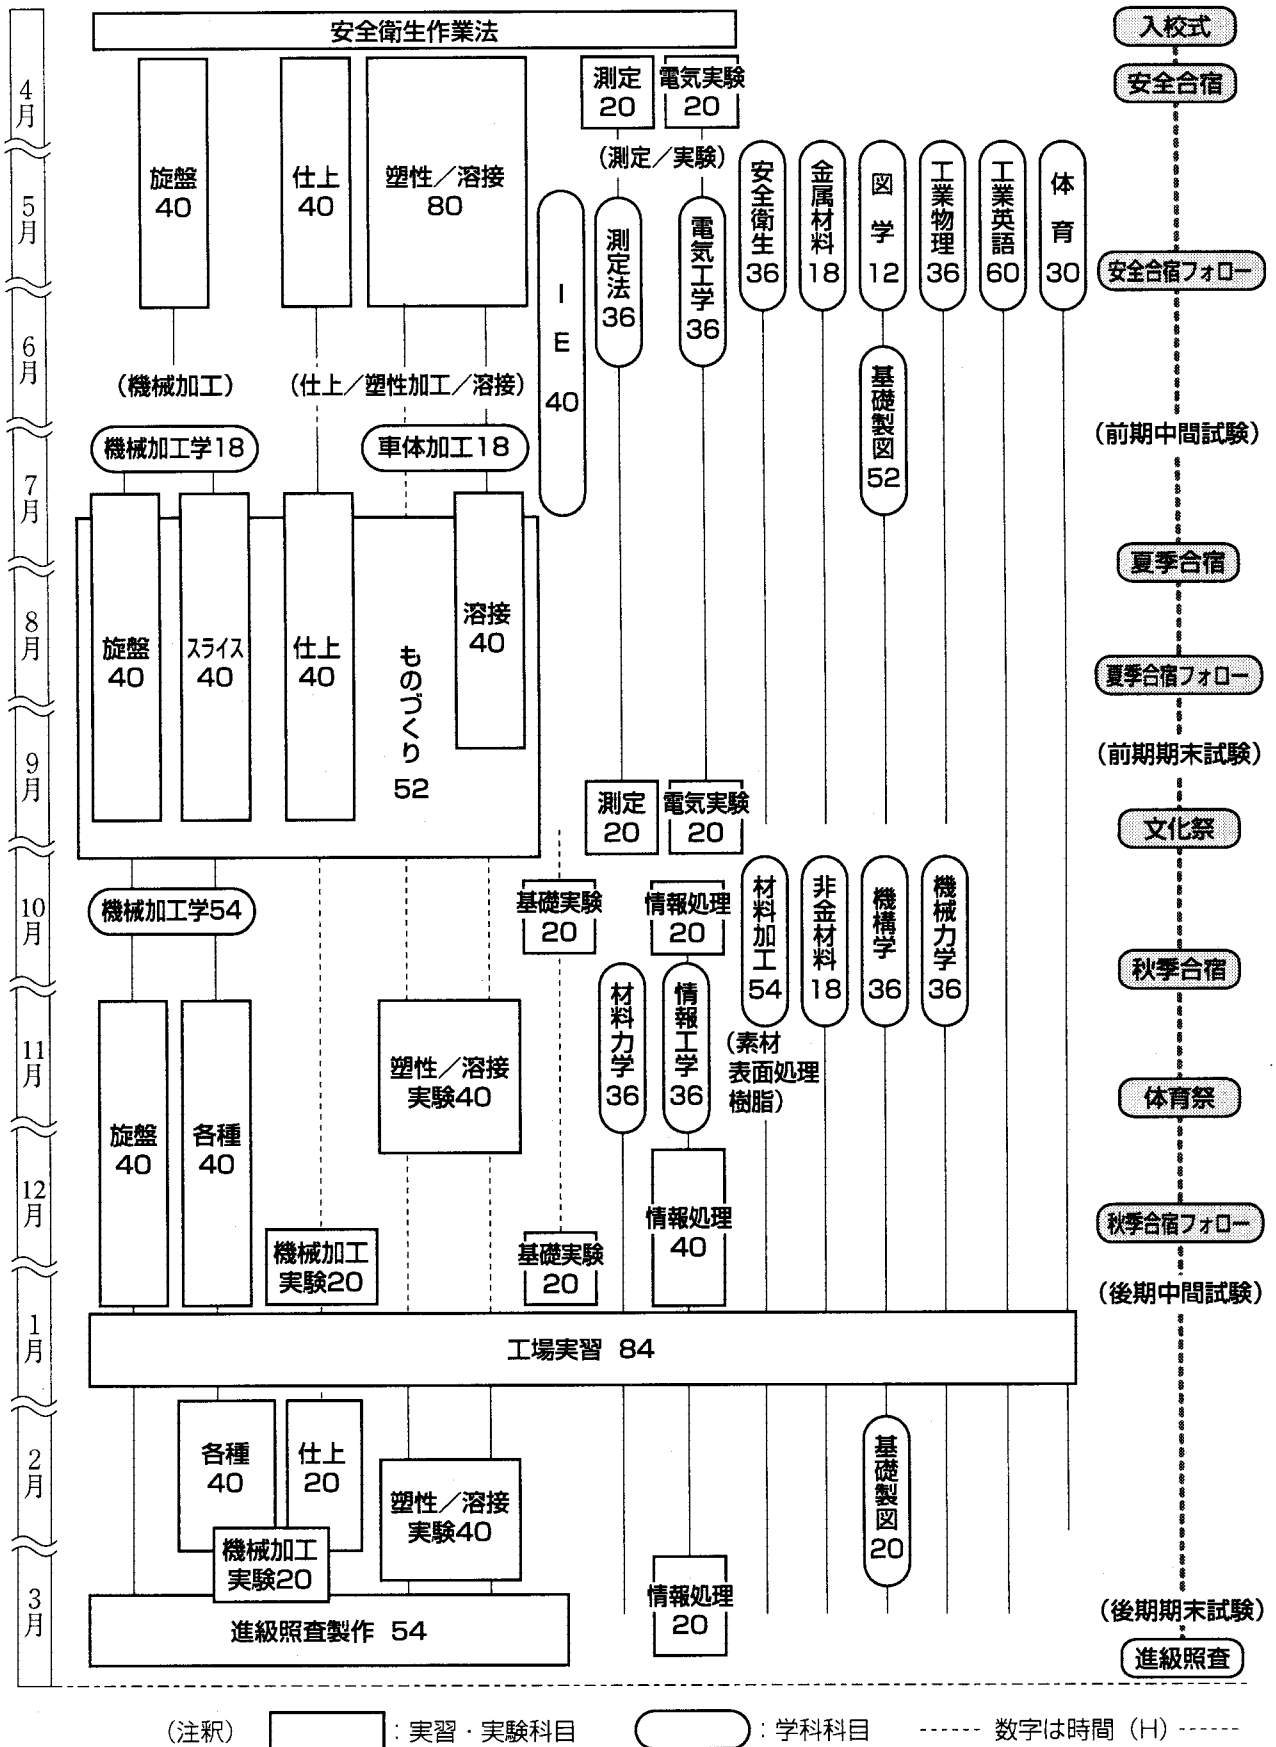 安全衛生作業法
入校式
安全合宿
4月
測定
20
電気実験
20
(測定／実験)
旋盤
40
仕上
40
塑性／溶接
80
5月
IE
40
測定法
36
電気工学
36
安全衛生
36
金属材料
18
図学
12
工業物理
36
工業英語
60
体育
30
安全合宿フォロー
6月
(機械加工)
(仕上／塑性加工／溶接)
基礎製図
52
(前期中間試験)
機械加工学18
車体加工18
7月
夏季合宿
8月
旋盤
40
スライス
40
仕上
40
ものづくり
52
溶接
40
夏季合宿フォロー
(前期期末試験)
9月
測定
20
電気実験
20
文化祭
10月
機械加工学54
基礎実験
20
情報処理
20
材料加工
54
(素材
表面処理
樹脂)
非金材料
18
機構学
36
機械力学
36
秋季合宿
材料力学
36
情報工学
36
11月
塑性／溶接
実験40
体育祭
旋盤
40
各種
40
12月
機械加工
実験20
基礎実験
20
情報処理
40
秋季合宿フォロー
(後期中間試験)
1月
工場実習 84
2月
各種
40
仕上
20
塑性／溶接
実験40
基礎製図
20
機械加工
実験20
3月
進級照査製作 54
情報処理
20
(後期期末試験)
進級照査
(注釈)
：実習・実験科目
：学科科目
------ 数字は時間（H）------